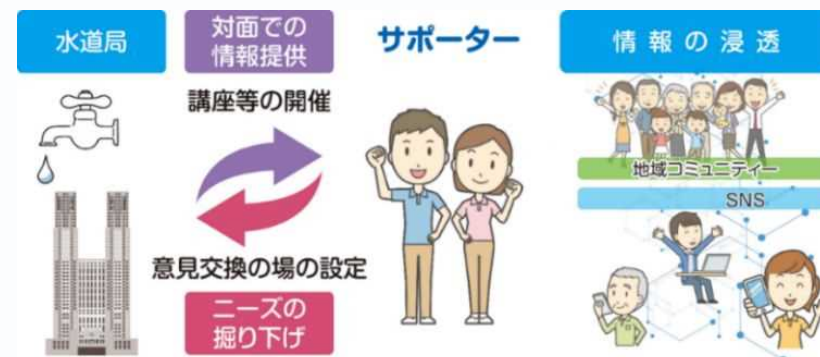 水道局
対面での
情報提供
講座等の開催
意見交換の場の設定
ニーズの
掘り下げ
サポーター
情報の浸透
地域コミュニティー
SNS